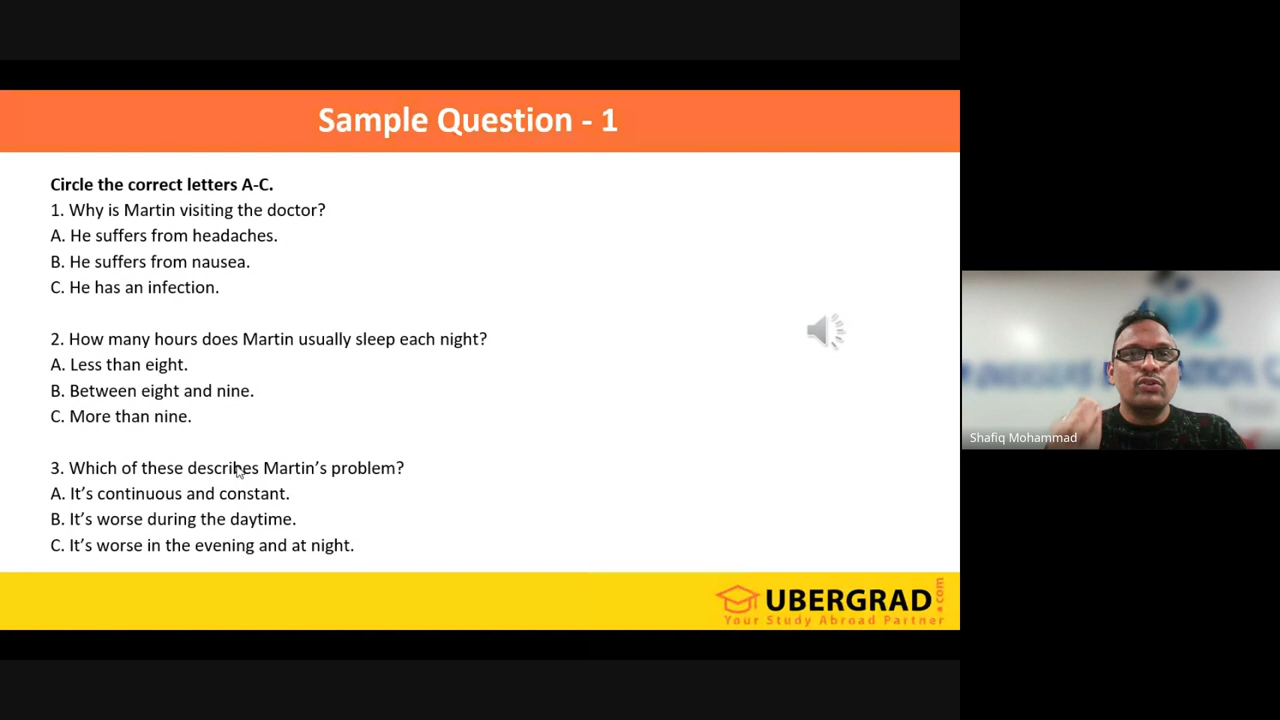 Sample Question - 1
Circle the correct letters A-C.
1. Why is Martin visiting the doctor?
A. He suffers from headaches.
B. He suffers from nausea.
C. He has an infection.
2. How many hours does Martin usually sleep each night?
A. Less than eight.
B. Between eight and nine.
C. More than nine.
3. Which of these describes Martin's problem?
A. It's continuous and constant.
B. It's worse during the daytime.
C. It's worse in the evening and at night.
UBERGRAD.com
Your Study Abroad Partner
Shafiq Mohammad